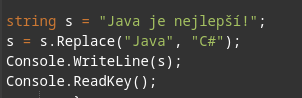 string s = "Java je nejlepší!";
s = s.Replace("Java", "C#");
Console.WriteLine(s);
Console.ReadKey();